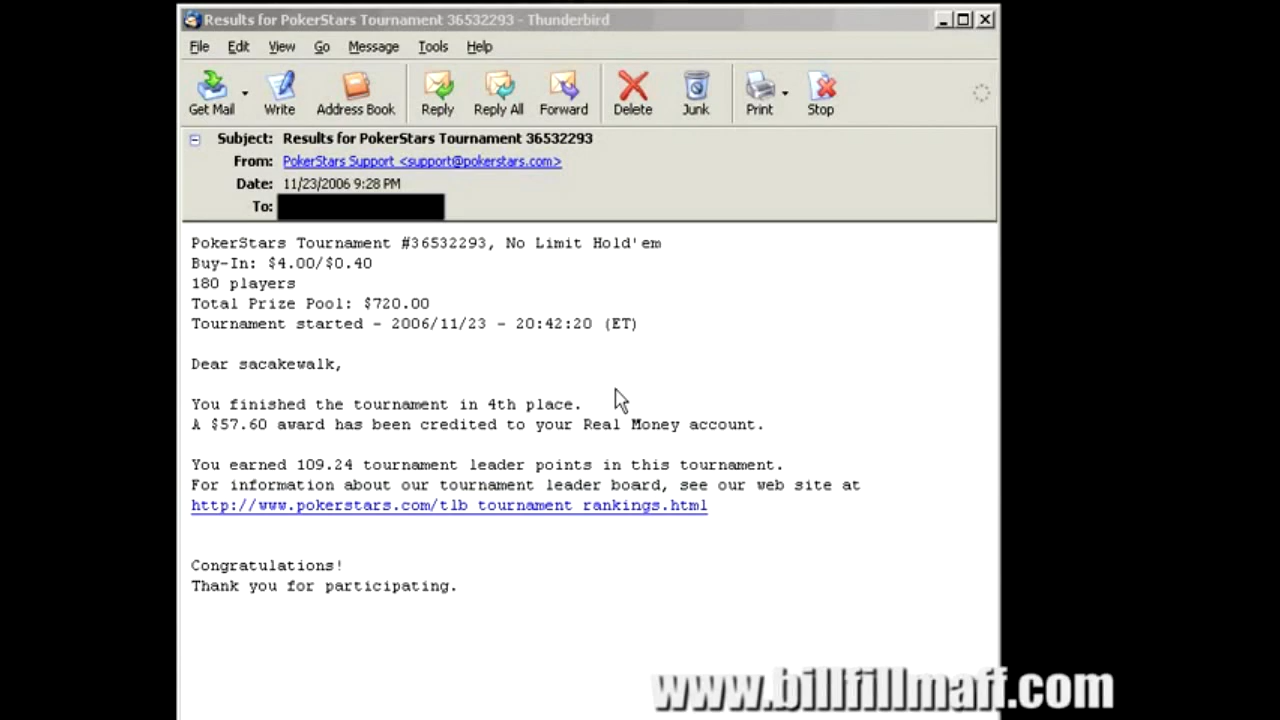 Results for PokerStars Tournament 36532293 - Thunderbird
File Edit View Go Message Tools Help
Get Mail Write Address Book Reply Reply All Forward Delete Junk Print Stop
Subject: Results for PokerStars Tournament 36532293
From: PokerStars Support <support@pokerstars.com>
Date: 11/23/2006 9:28 PM
To:
PokerStars Tournament #36532293, No Limit Hold'em
Buy-In: $4.00/$0.40
180 players
Total Prize Pool: $720.00
Tournament started - 2006/11/23 - 20:42:20 (ET)
Dear sacakewalk,
You finished the tournament in 4th place.
A $57.60 award has been credited to your Real Money account.
You earned 109.24 tournament leader points in this tournament.
For information about our tournament leader board, see our web site at
http://www.pokerstars.com/tlb_tournament_rankings.html
Congratulations!
Thank you for participating.
www.billfillmaff.com